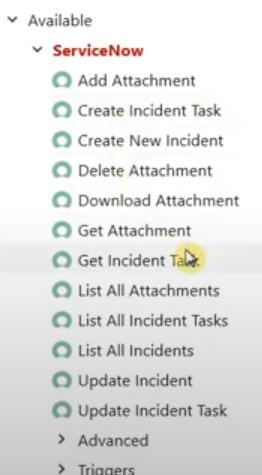 Available
ServiceNow
Add Attachment
Create Incident Task
Create New Incident
Delete Attachment
Download Attachment
Get Attachment
Get Incident Task
List All Attachments
List All Incident Tasks
List All Incidents
Update Incident
Update Incident Task
Advanced
Triggers